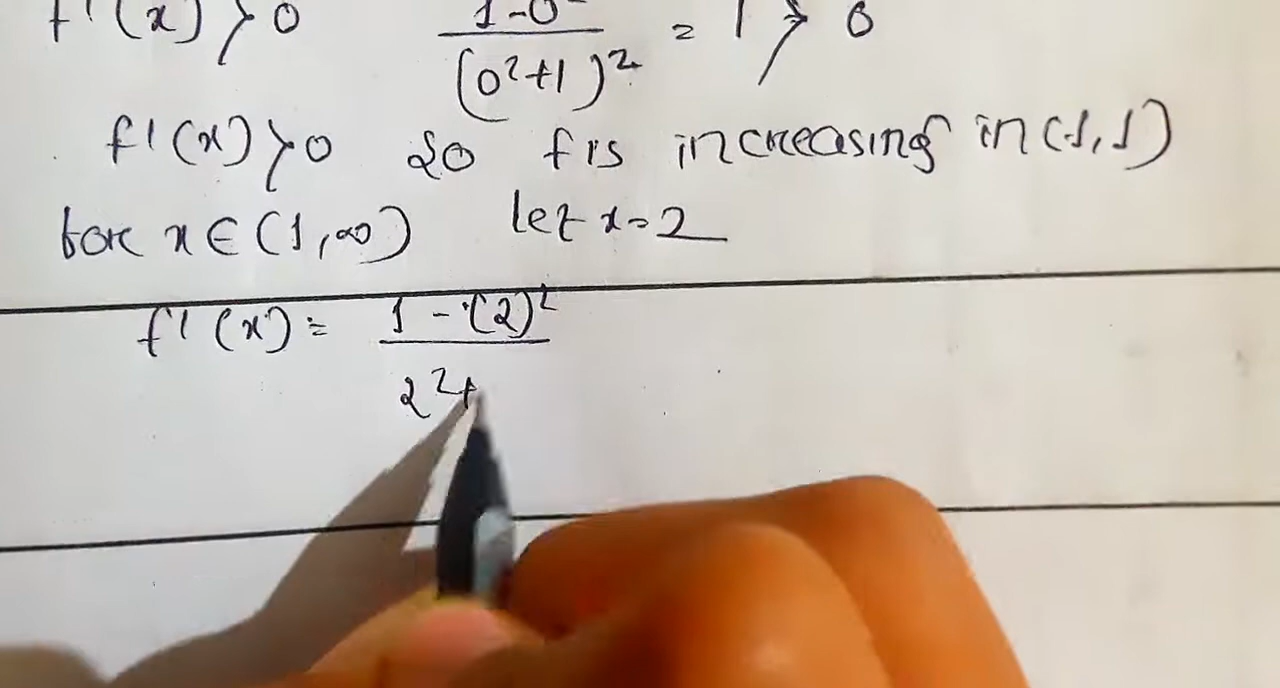 f'(x) > 0 1-0 / (0²+1)² = 1 > 0
f'(x) > 0 so f is increasing in (1,1)
for x ∈ (1,∞) let x=2
f'(x) = 1-(2)² / 2²+